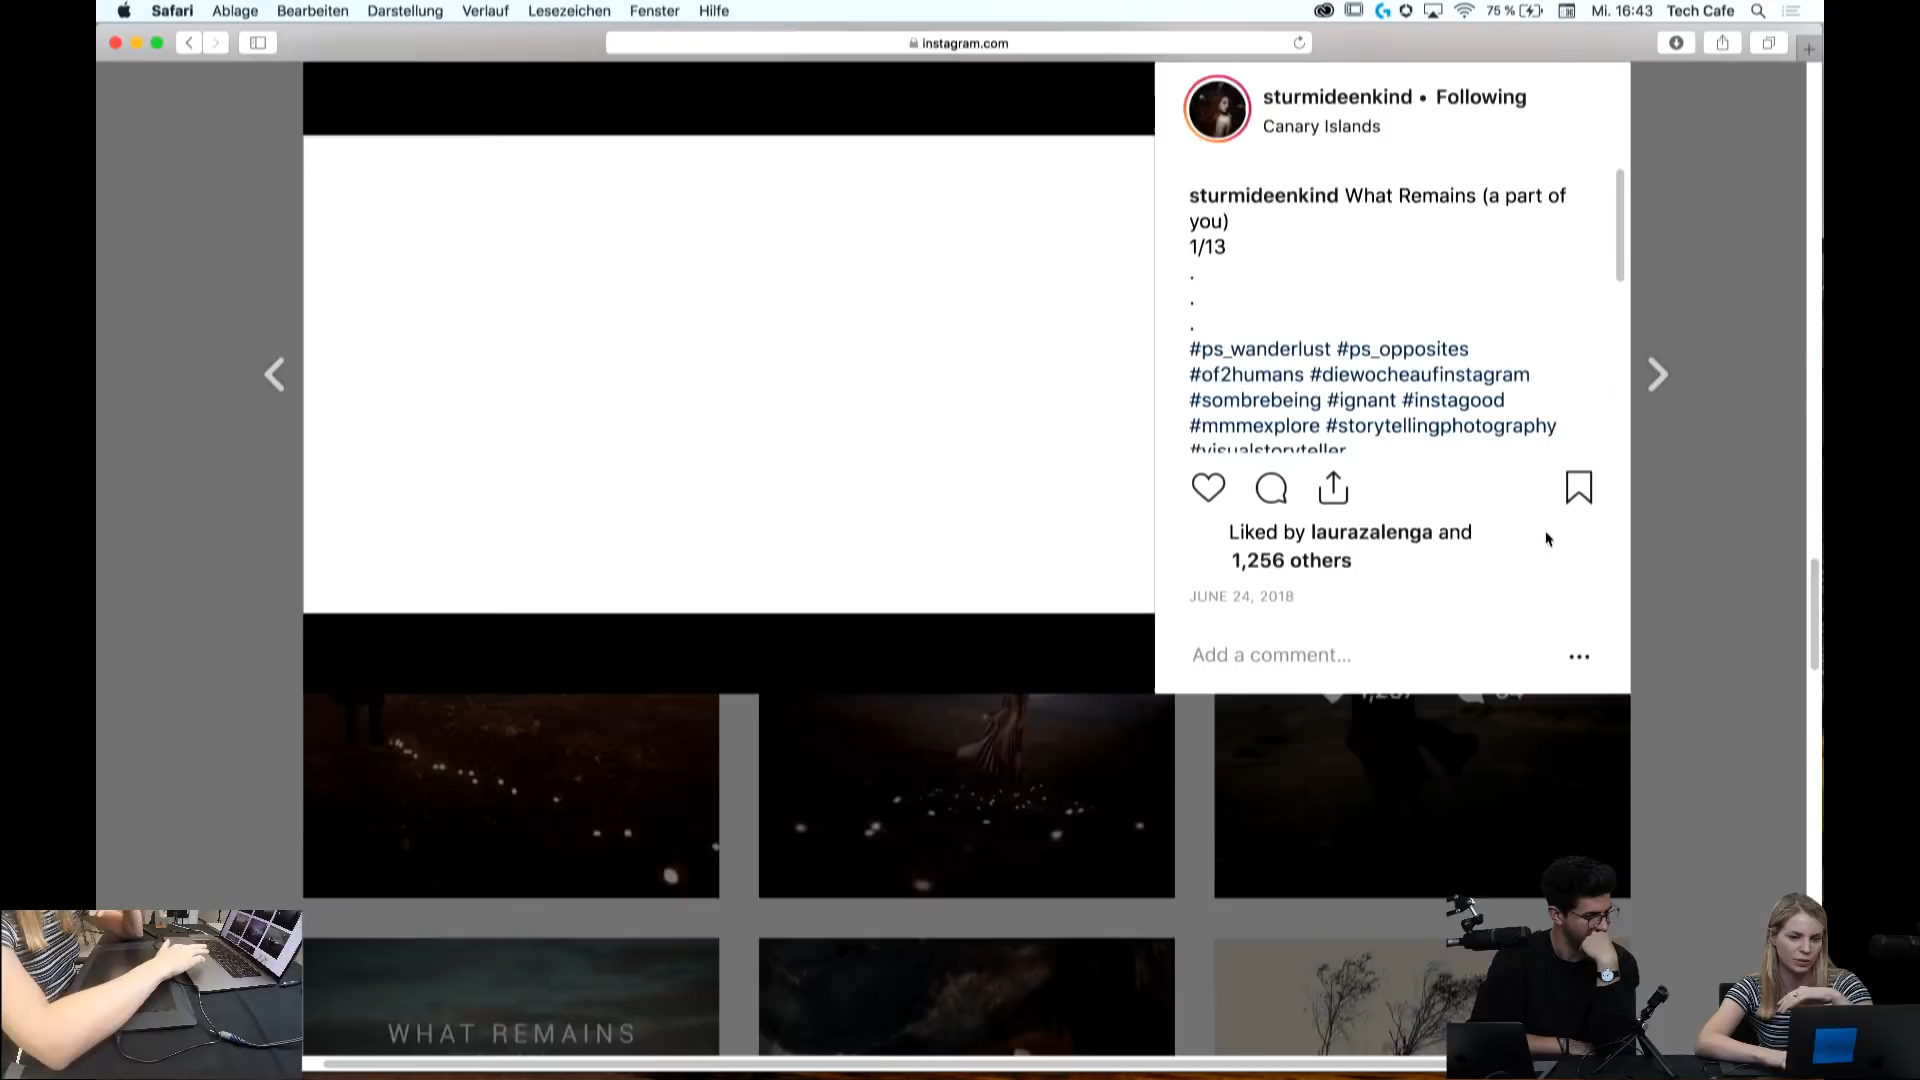 Safari Ablage Bearbeiten Darstellung Verlauf Lesezeichen Fenster Hilfe
75 % Mi. 16:43 Tech Cafe
instagram.com
sturmideenkind • Following
Canary Islands
sturmideenkind What Remains (a part of
you)
1/13
.
.
.
#ps_wanderlust #ps_opposites
#of2humans #diewocheaufinstagram
#sombrebeing #ignant #instagood
#mmmexplore #storytellingphotography
#visualstoryteller
Liked by laurazalenga and
1,256 others
JUNE 24, 2018
Add a comment...
WHAT REMAINS